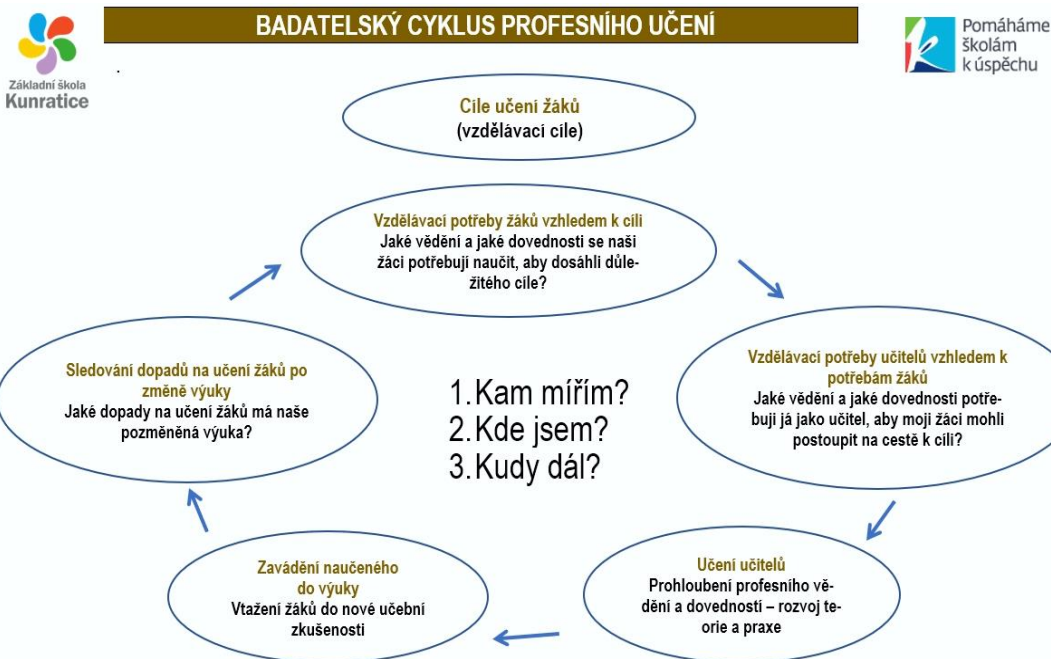 BADATELSKÝ CYKLUS PROFESNÍHO UČENÍ
Základní škola
Kunratice
Pomáháme
školám
k úspěchu
Cíle učení žáků
(vzdělávací cíle)
Vzdělávací potřeby žáků vzhledem k cíli
Jaké vědění a jaké dovednosti se naši
žáci potřebují naučit, aby dosáhli důle-
žitého cíle?
Vzdělávací potřeby učitelů vzhledem k
potřebám žáků
Jaké vědění a jaké dovednosti potře-
buji já jako učitel, aby moji žáci mohli
postoupit na cestě k cíli?
Učení učitelů
Prohloubení profesního vě-
dění a dovedností – rozvoj te-
orie a praxe
Zavádění naučeného
do výuky
Vtažení žáků do nové učební
zkušenosti
Sledování dopadů na učení žáků po
změně výuky
Jaké dopady na učení žáků má naše
pozměněná výuka?
1. Kam mířím?
2. Kde jsem?
3. Kudy dál?